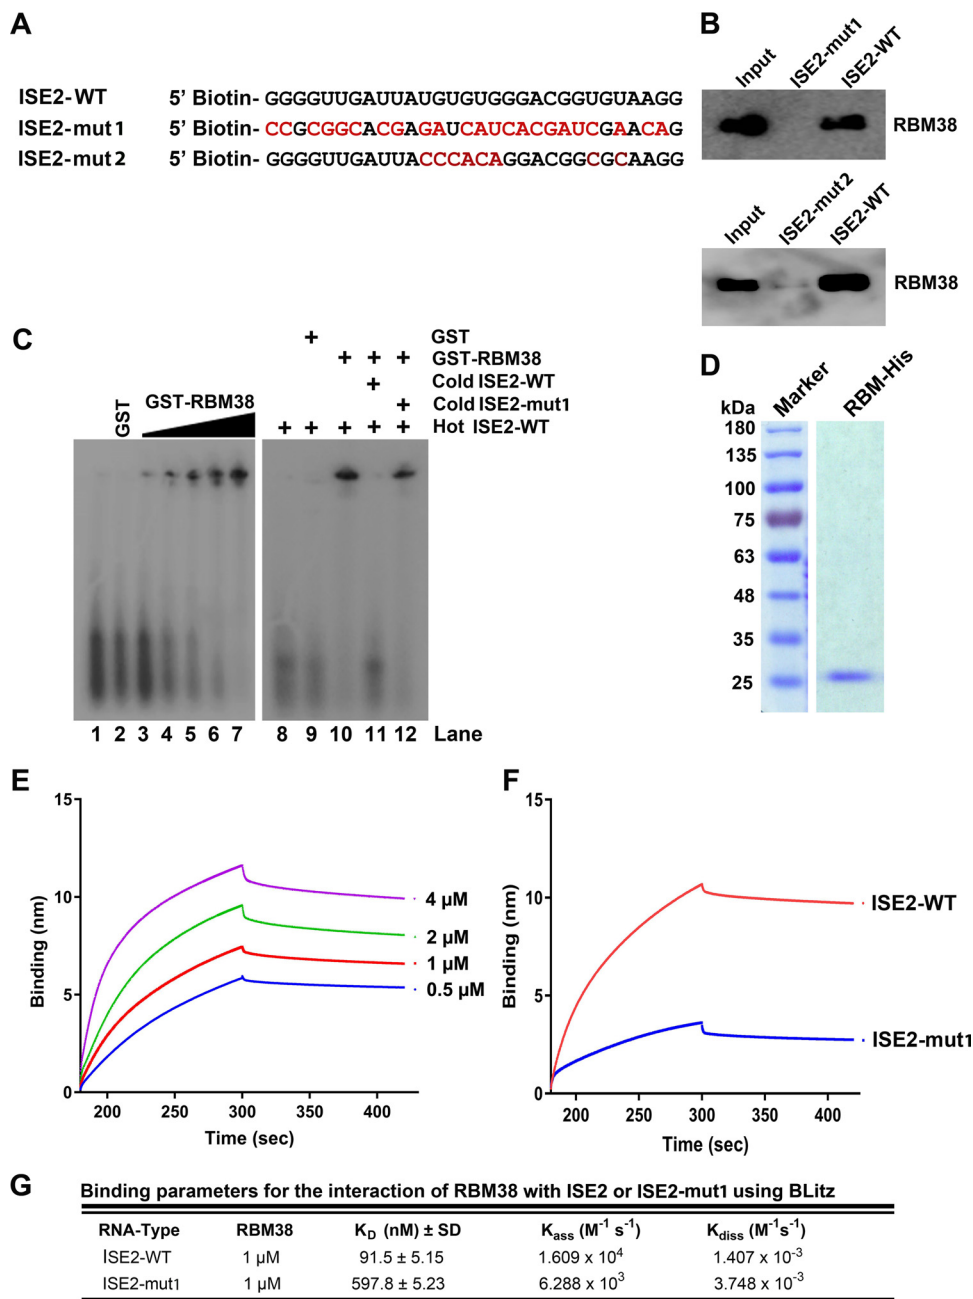 A
ISE2-WT 5' Biotin- GGGGUUGAUUAUGUGUGGGACGGUGUAAGG
ISE2-mut1 5' Biotin- CCGCGGCACGAGAUCAUCACGAUCGAACAG
ISE2-mut2 5' Biotin- GGGGUUGAUUACCCACAGGACGGCGCAAGG
B
Input ISE2-mut1 ISE2-WT
RBM38
Input ISE2-mut2 ISE2-WT
RBM38
C
GST
GST-RBM38
+ GST
+ + + GST-RBM38
+ Cold ISE2-WT
+ Cold ISE2-mut1
+ + + + + Hot ISE2-WT
1 2 3 4 5 6 7 8 9 10 11 12 Lane
D
kDa Marker RBM-His
180
135
100
75
63
48
35
25
E
Binding (nm)
15
10
5
0
4 µM
2 µM
1 µM
0.5 µM
200 250 300 350 400
Time (sec)
F
Binding (nm)
15
10
5
0
ISE2-WT
ISE2-mut1
200 250 300 350 400
Time (sec)
G
Binding parameters for the interaction of RBM38 with ISE2 or ISE2-mut1 using BLitz
RNA-Type RBM38 KD (nM) ± SD Kass (M-1 s-1) Kdiss (M-1s-1)
ISE2-WT 1 µM 91.5 ± 5.15 1.609 x 10⁴ 1.407 x 10⁻³
ISE2-mut1 1 µM 597.8 ± 5.23 6.288 x 10³ 3.748 x 10⁻³